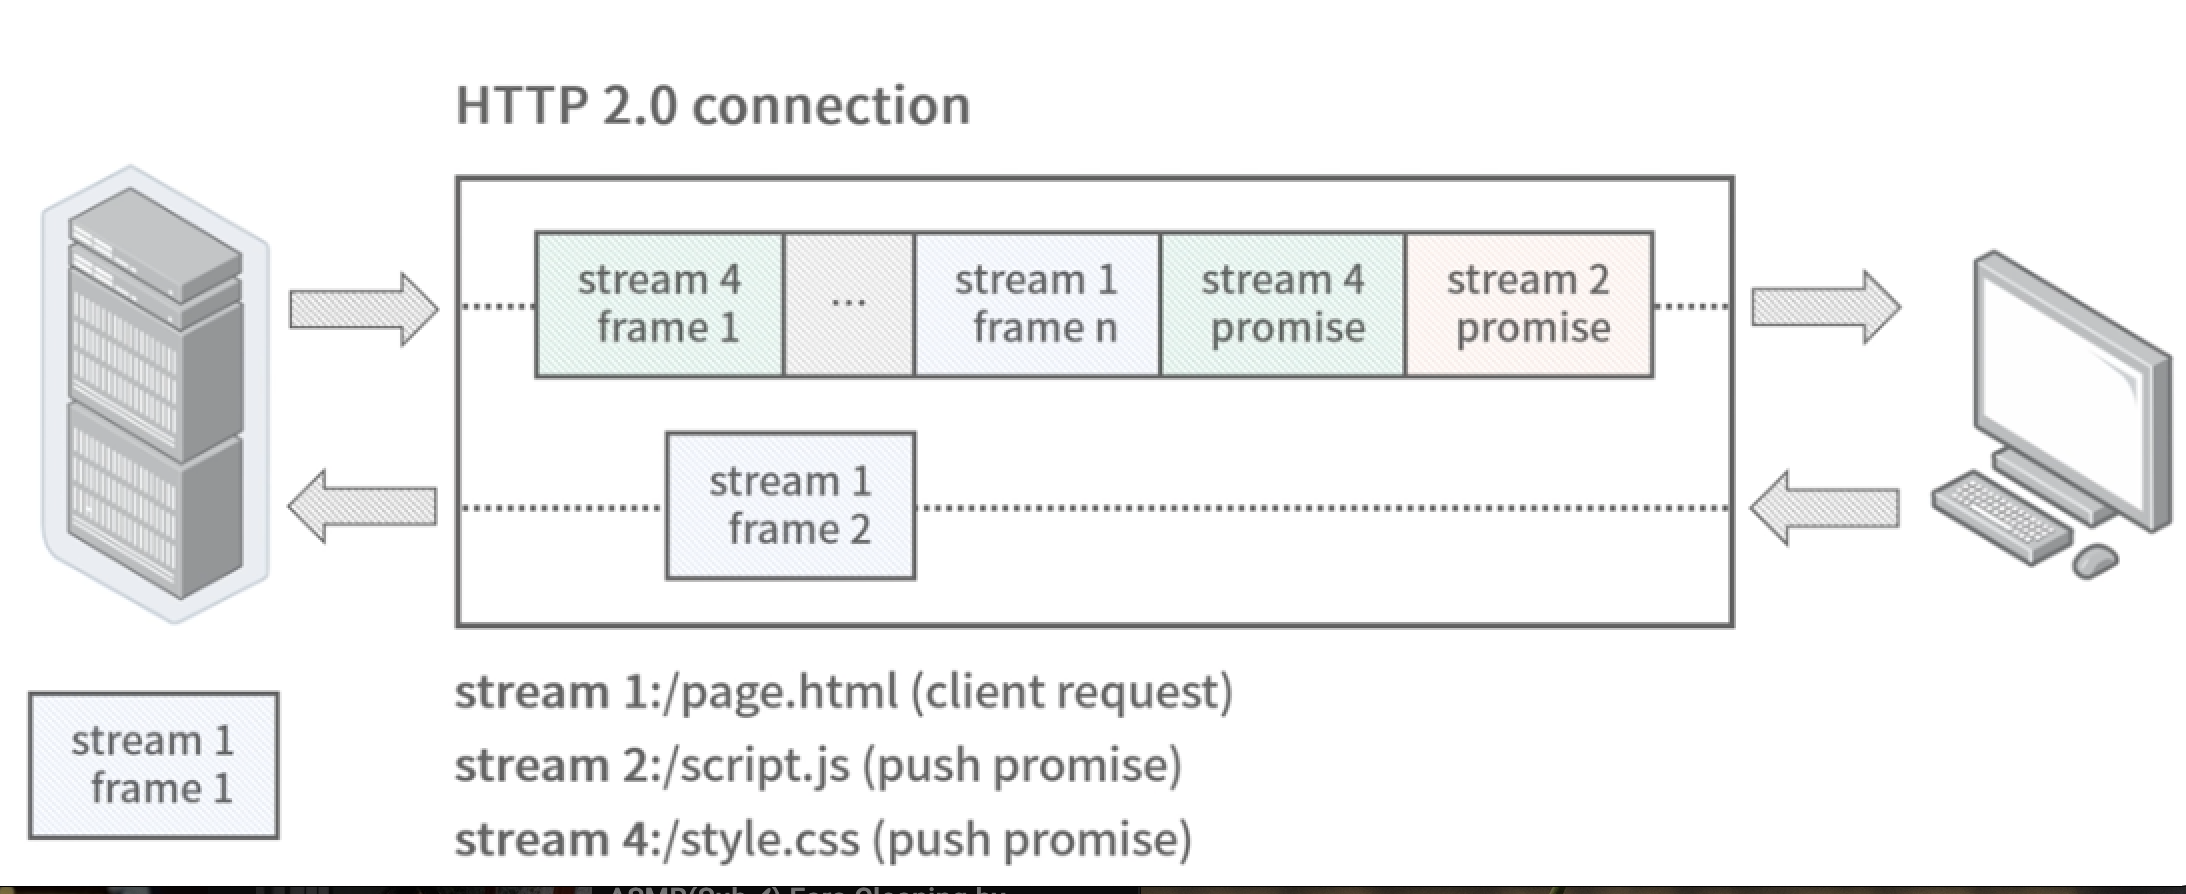 HTTP 2.0 connection
stream 4
frame 1
...
stream 1
frame n
stream 4
promise
stream 2
promise
stream 1
frame 2
stream 1:/page.html (client request)
stream 2:/script.js (push promise)
stream 4:/style.css (push promise)
stream 1
frame 1